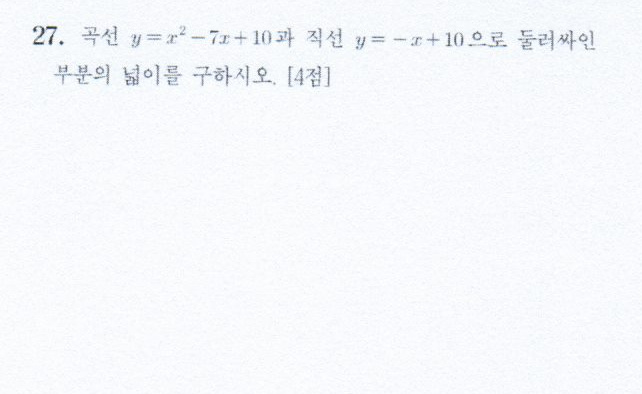 27. 곡선 y=x²-7x+10과 직선 y=-x+10으로 둘러싸인
부분의 넓이를 구하시오. [4점]